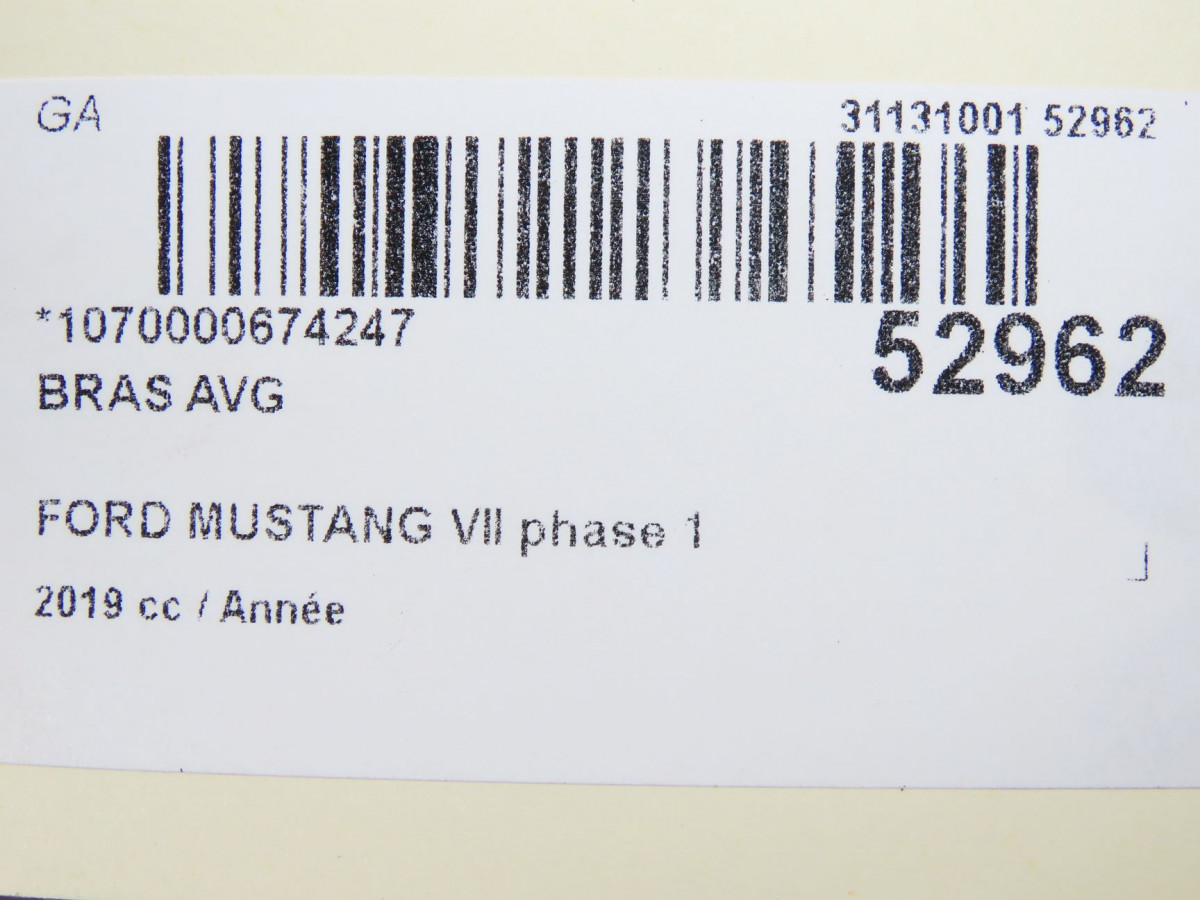 GA
31131001 52962
*1070000674247
52962
BRAS AVG
FORD MUSTANG VII phase 1
2019 cc / Année